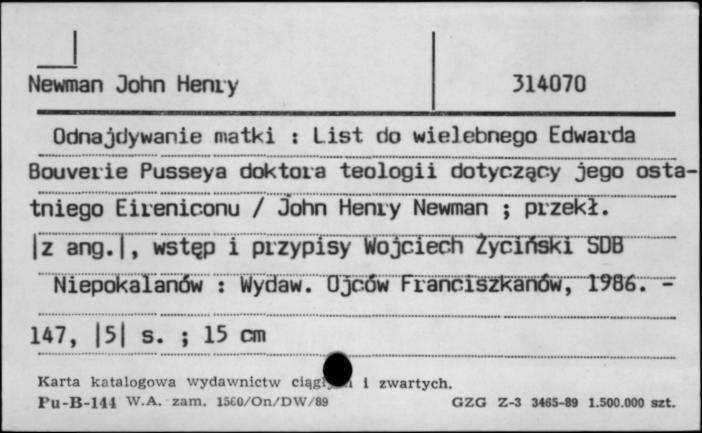 Newman John Henry 314070
Odnajdywanie matki : List do wielebnego Edwarda
Bouverie Pusseya doktora teologii dotyczący jego osta-
tniego Eireniconu / John Henry Newman ; przekł.
|z ang.|, wstęp i przypisy Wojciech Życiński SDB
Niepokalanów : Wydaw. Ojców Franciszkanów, 1986. -
147, |5| s. ; 15 cm
Karta katalogowa wydawnictw i zwartych.
Pu-B-144 W.A. zam. 1560/On/DW/89 GZG Z-3 3465-89 1.500.000 szt.